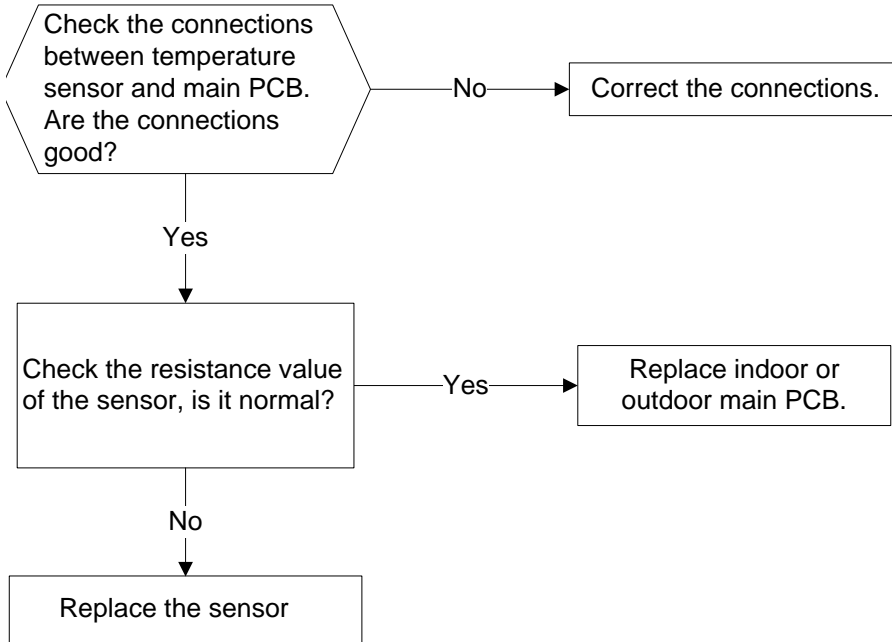 Check the connections
between temperature
sensor and main PCB.
Are the connections
good?
No
Correct the connections.
Yes
Check the resistance value
of the sensor, is it normal?
Yes
Replace indoor or
outdoor main PCB.
No
Replace the sensor